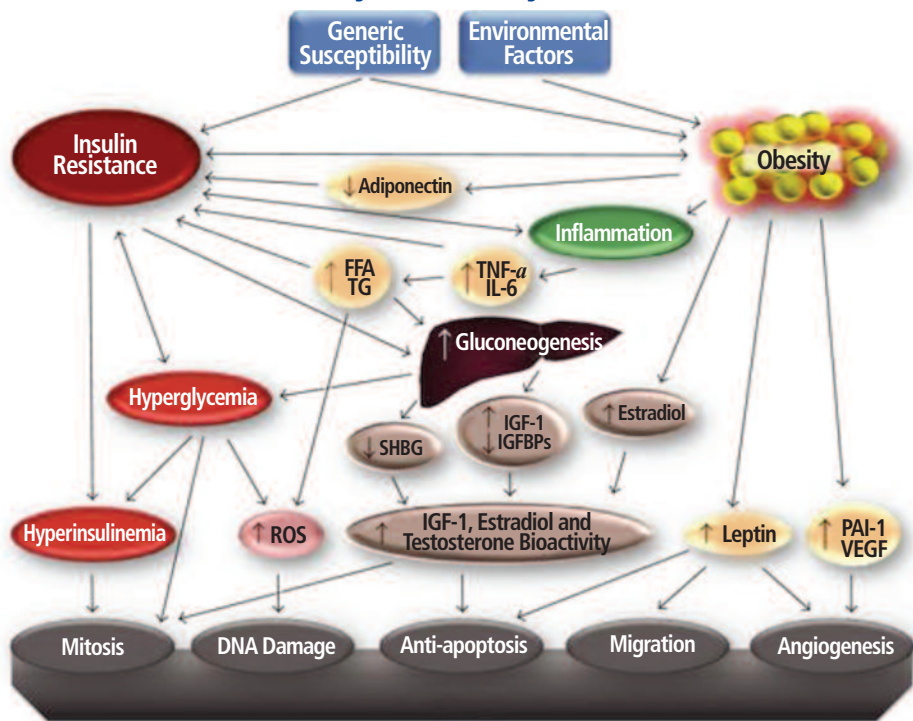 Generic
Susceptibility
Environmental
Factors
Insulin
Resistance
Obesity
↓ Adiponectin
Inflammation
↑ FFA
TG
↑ TNF-a
IL-6
↑ Gluconeogenesis
Hyperglycemia
↓ SHBG
↑ IGF-1
↓ IGFBPs
↑ Estradiol
Hyperinsulinemia
↑ ROS
↑ IGF-1, Estradiol and
Testosterone Bioactivity
↑ Leptin
↑ PAI-1
VEGF
Mitosis
DNA Damage
Anti-apoptosis
Migration
Angiogenesis